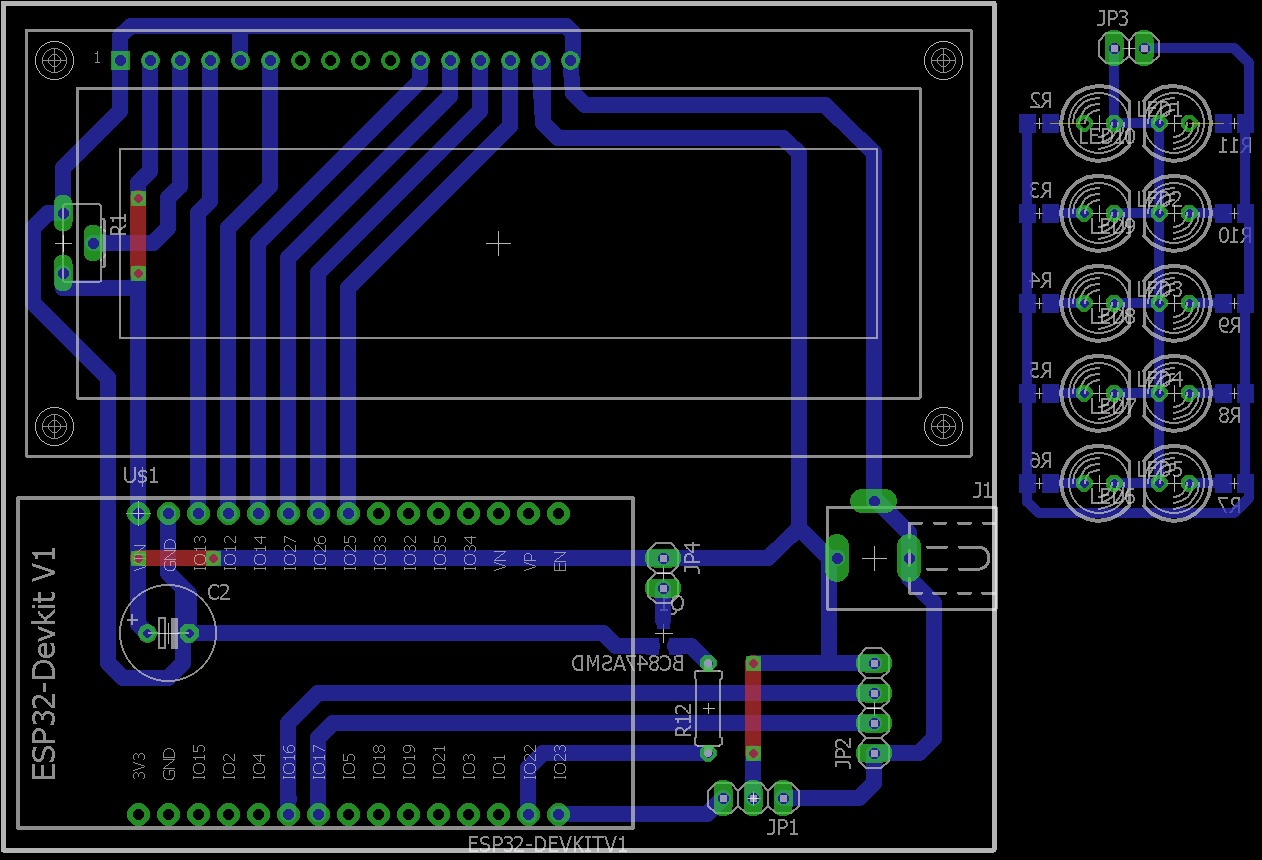 JP3
1
R2
LED1
LED10
R11
R3
LED2
LED9
R10
R1
R4
LED3
LED8
R9
R5
LED4
LED7
R8
R6
LED5
LED6
R7
U$1
J1
VIN
GND
IO13
IO12
IO14
IO27
IO26
IO25
IO33
IO32
IO35
IO34
VN
VP
EN
JP4
ESP32-Devkit V1
C2
+
BC847ASMD
R12
JP2
3V3
GND
IO15
IO2
IO4
IO16
IO17
IO5
IO18
IO19
IO21
IO3
IO1
IO22
IO23
JP1
ESP32-DEVKITV1